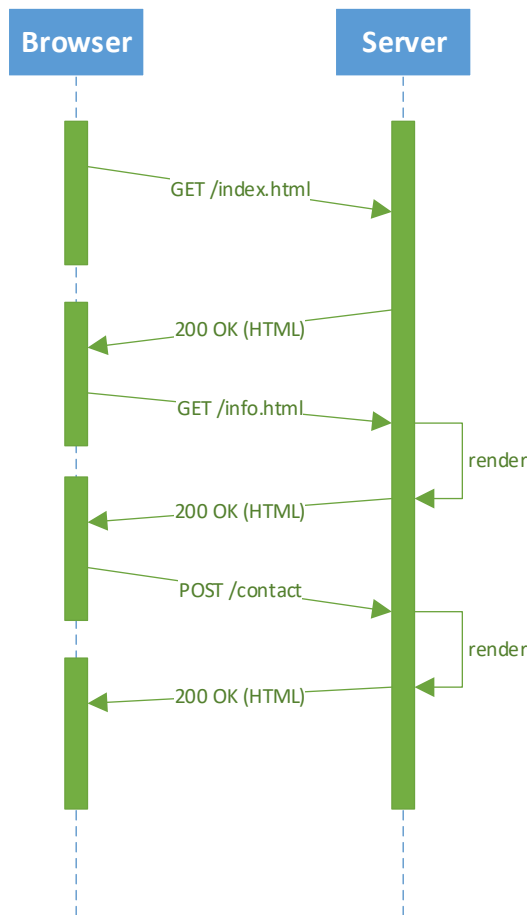 Browser
Server
GET /index.html
200 OK (HTML)
GET /info.html
render
200 OK (HTML)
POST /contact
render
200 OK (HTML)